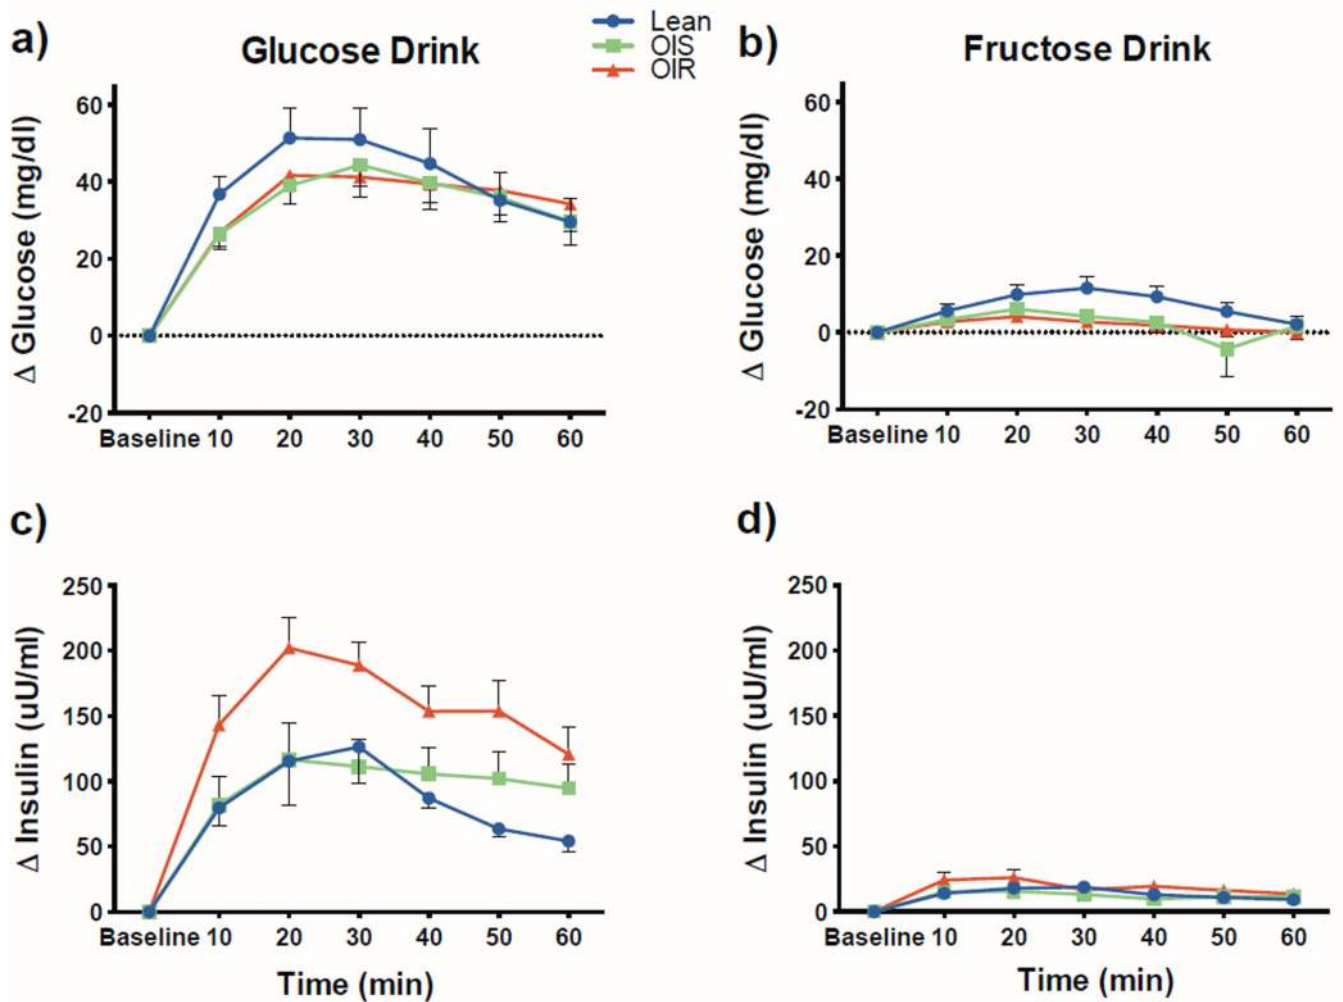 a)
Glucose Drink
Lean
OIS
OIR
Δ Glucose (mg/dl)
60
40
20
0
-20
Baseline 10 20 30 40 50 60
b)
Fructose Drink
Δ Glucose (mg/dl)
60
40
20
0
-20
Baseline 10 20 30 40 50 60
c)
Δ Insulin (uU/ml)
250
200
150
100
50
0
Baseline 10 20 30 40 50 60
Time (min)
d)
Δ Insulin (uU/ml)
250
200
150
100
50
0
Baseline 10 20 30 40 50 60
Time (min)